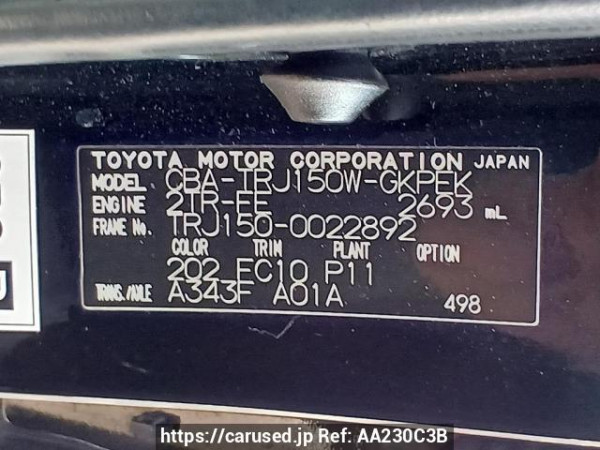 TOYOTA MOTOR CORPORATION JAPAN
MODEL CBA-TRJ150W-GKPEK
ENGINE 2TR-FE 2693 mL
FRAME No. TRJ150-0022892
COLOR TRIM PLANT OPTION
202 FC10 P11
TRANS./AXLE A343F A01A 498
https://carused.jp Ref: AA230C3B